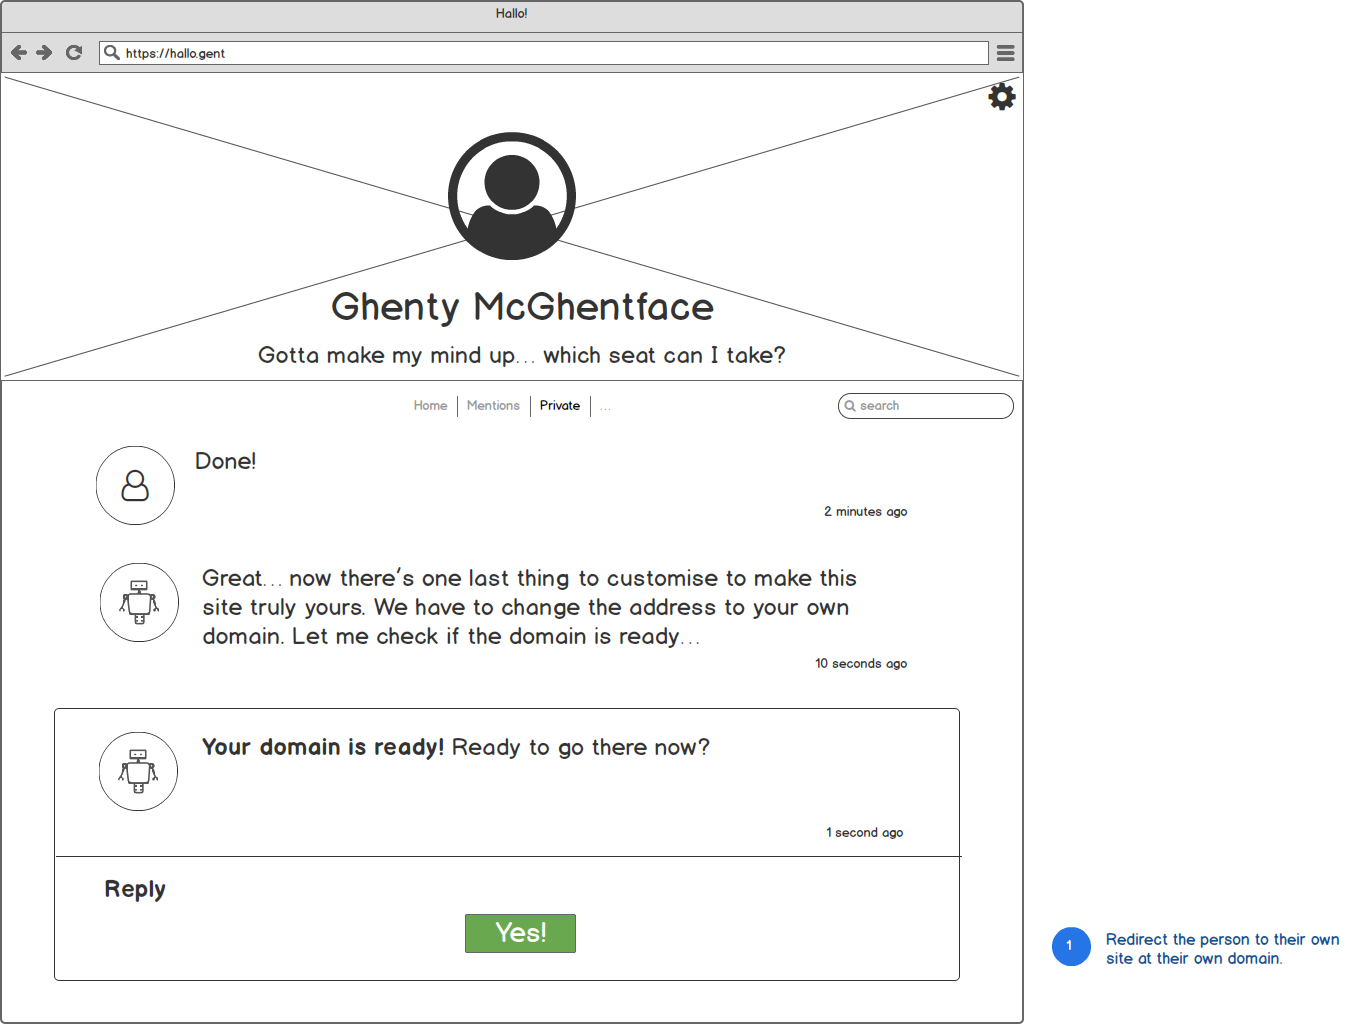 Hallo!
https://hallo.gent
Ghenty McGhentface
Gotta make my mind up… which seat can I take?
Home Mentions Private …
search
Done!
2 minutes ago
Great… now there's one last thing to customise to make this
site truly yours. We have to change the address to your own
domain. Let me check if the domain is ready…
10 seconds ago
Your domain is ready! Ready to go there now?
1 second ago
Reply
Yes!
1
Redirect the person to their own
site at their own domain.